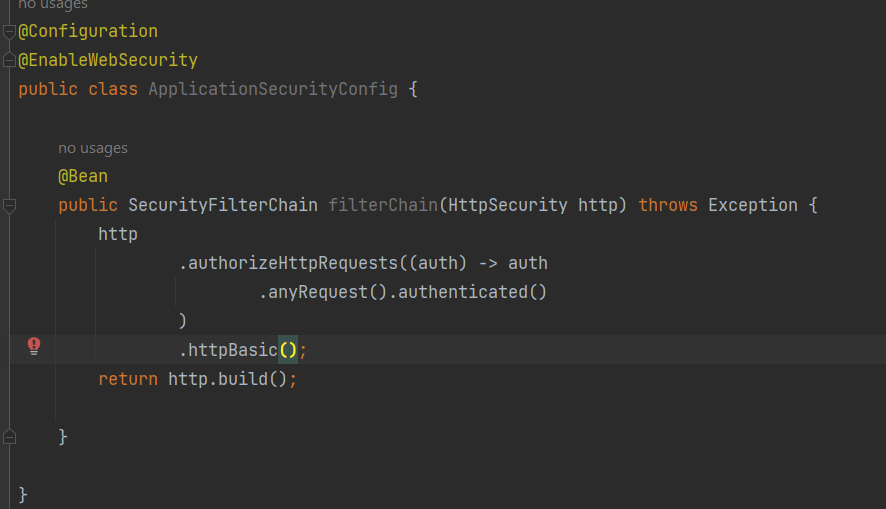 no usages
@Configuration
@EnableWebSecurity
public class ApplicationSecurityConfig {
no usages
@Bean
public SecurityFilterChain filterChain(HttpSecurity http) throws Exception {
http
.authorizeHttpRequests((auth) -> auth
.anyRequest().authenticated()
)
.httpBasic();
return http.build();
}
}